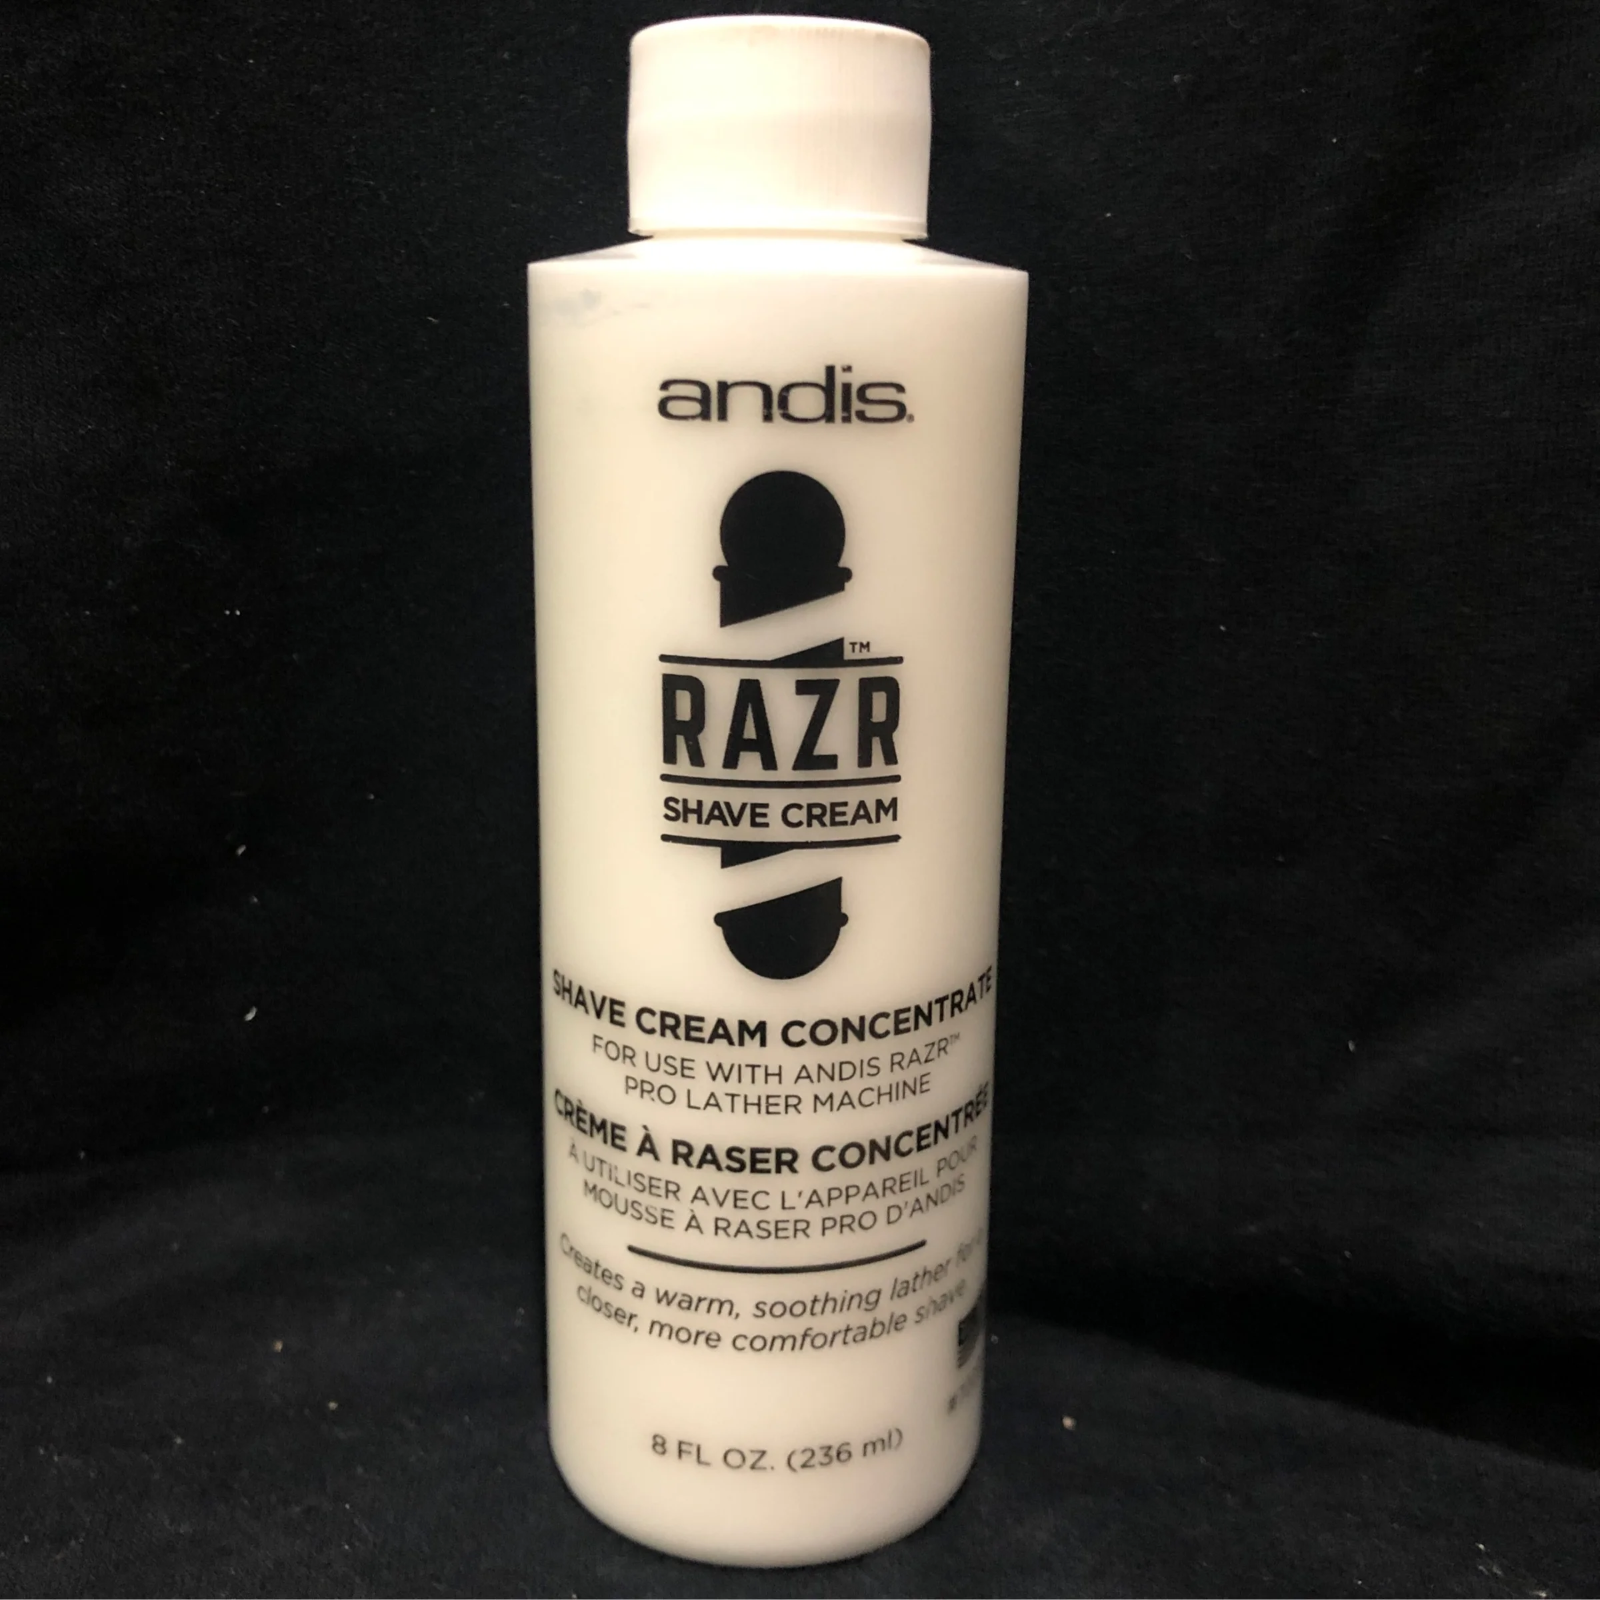 andis®
RAZR™
SHAVE CREAM
SHAVE CREAM CONCENTRATE
FOR USE WITH ANDIS RAZR™
PRO LATHER MACHINE
CRÈME À RASER CONCENTRÉE
À UTILISER AVEC L'APPAREIL POUR
MOUSSE À RASER PRO D'ANDIS
Creates a warm, soothing lather for
closer, more comfortable shave
8 FL OZ. (236 ml)